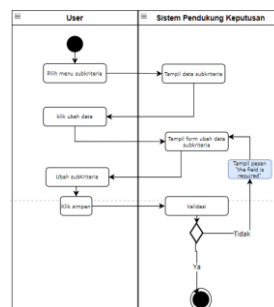 User
Sistem Pendukung Keputusan
Pilih menu subkriteria
Tampil data subkriteria
klik ubah data
Tampil form ubah data
subkriteria
Tampil pesan
"the field is
required"
Ubah subkriteria
Klik simpan
Validasi
Tidak
Ya